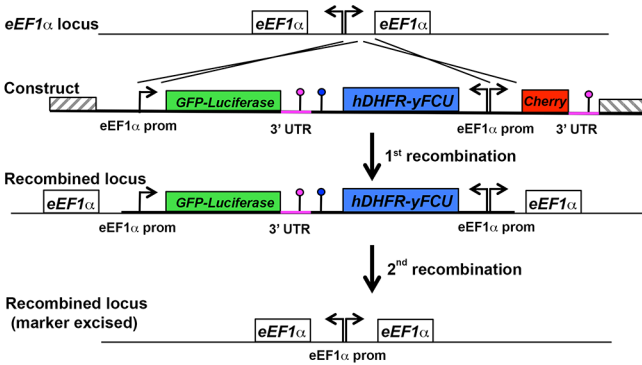 eEF1α locus
eEF1α eEF1α
Construct
GFP-Luciferase hDHFR-yFCU Cherry
eEF1α prom 3' UTR eEF1α prom 3' UTR
1st recombination
Recombined locus
eEF1α GFP-Luciferase hDHFR-yFCU eEF1α
eEF1α prom 3' UTR eEF1α prom
2nd recombination
Recombined locus
(marker excised)
eEF1α eEF1α
eEF1α prom